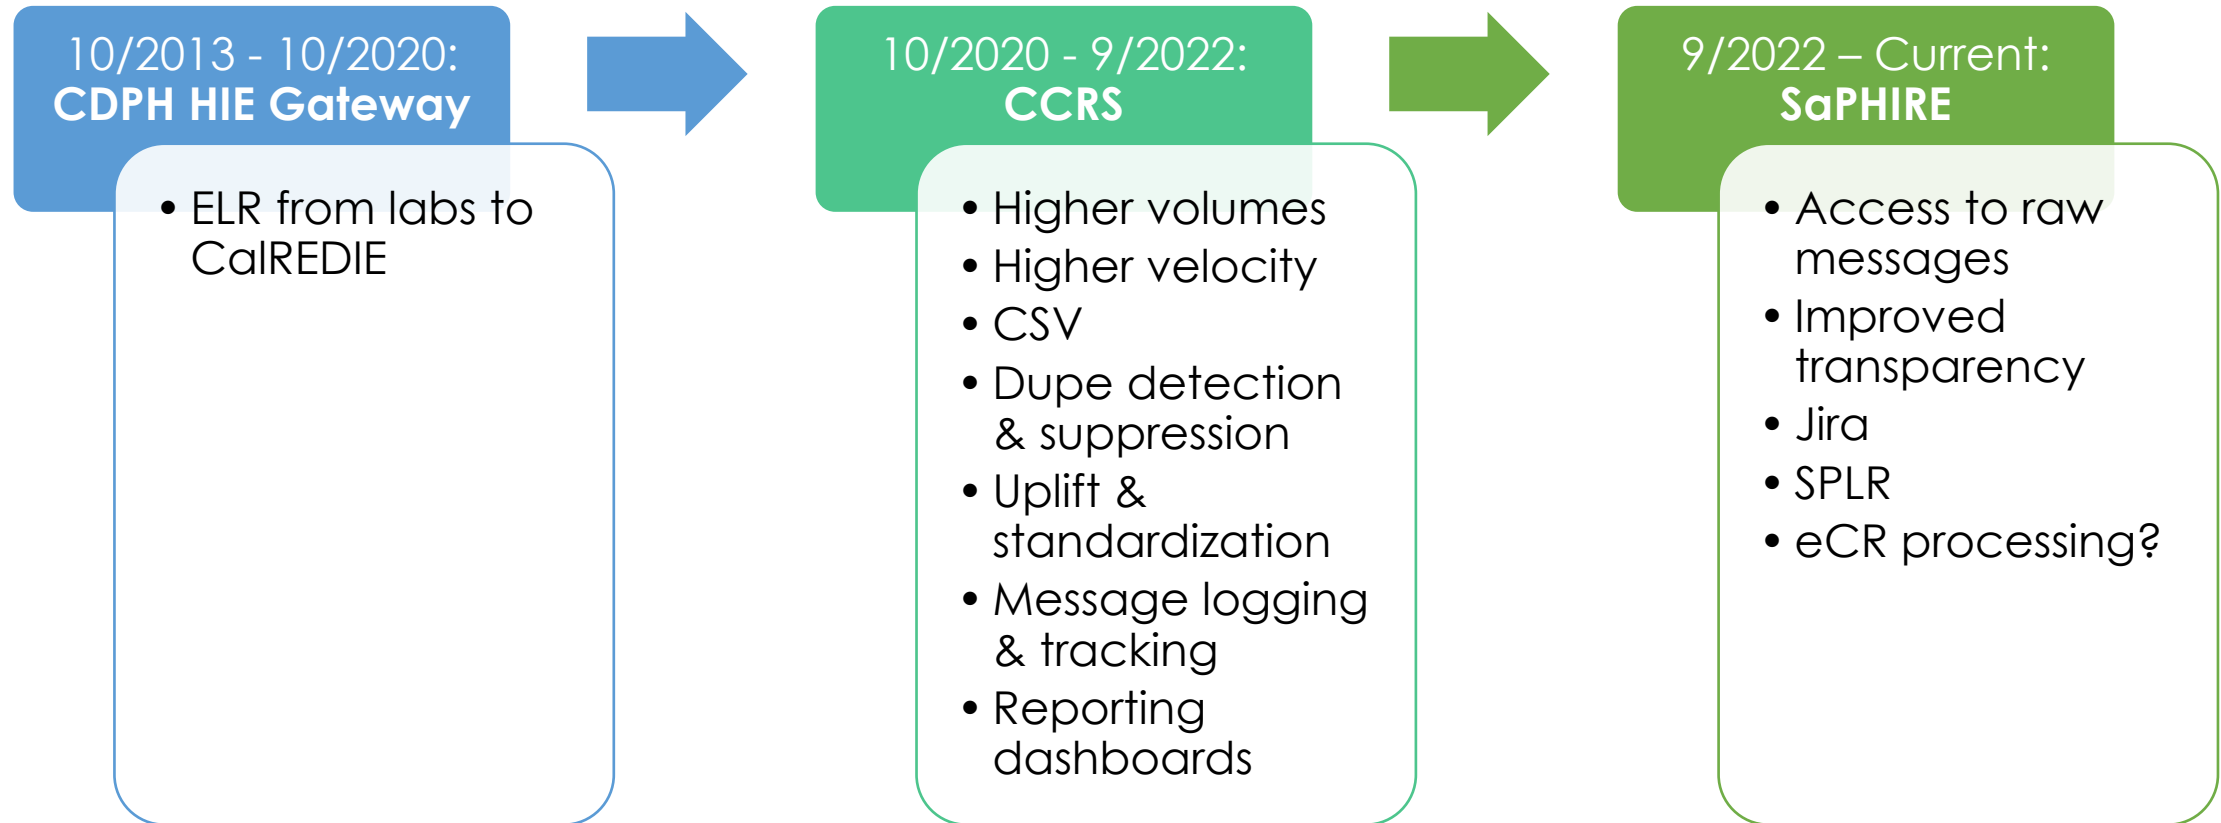 10/2013 - 10/2020:
CDPH HIE Gateway
• ELR from labs to
CalREDIE
10/2020 - 9/2022:
CCRS
• Higher volumes
• Higher velocity
• CSV
• Dupe detection
& suppression
• Uplift &
standardization
• Message logging
& tracking
• Reporting
dashboards
9/2022 – Current:
SaPHIRE
• Access to raw
messages
• Improved
transparency
• Jira
• SPLR
• eCR processing?